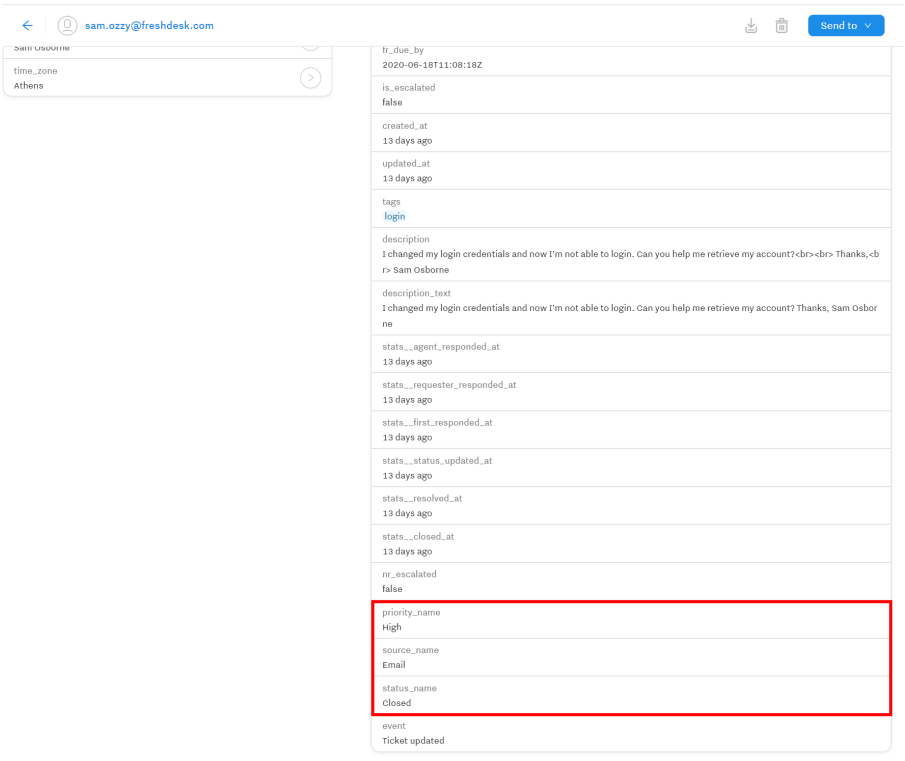 sam.ozzy@freshdesk.com
Send to
Sam Osborne
time_zone
Athens
fr_due_by
2020-06-18T11:08:18Z
is_escalated
false
created_at
13 days ago
updated_at
13 days ago
tags
login
description
I changed my login credentials and now I'm not able to login. Can you help me retrieve my account?<br><br> Thanks,<b
r> Sam Osborne
description_text
I changed my login credentials and now I'm not able to login. Can you help me retrieve my account? Thanks, Sam Osbor
ne
stats__agent_responded_at
13 days ago
stats__requester_responded_at
13 days ago
stats__first_responded_at
13 days ago
stats__status_updated_at
13 days ago
stats__resolved_at
13 days ago
stats__closed_at
13 days ago
nr_escalated
false
priority_name
High
source_name
Email
status_name
Closed
event
Ticket updated